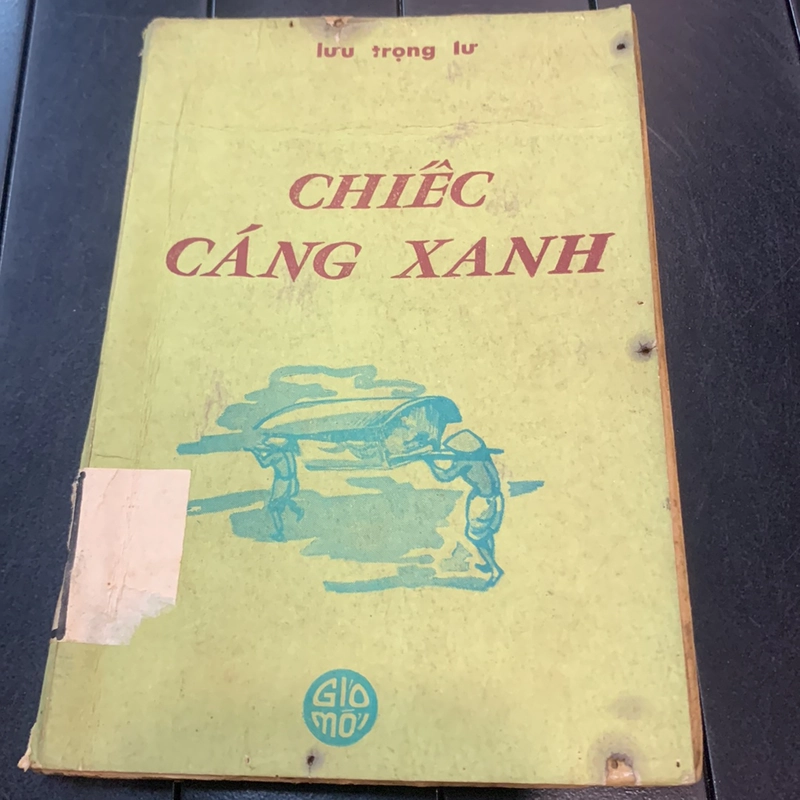 lưu trọng lư
CHIẾC
CÁNG XANH
GIÓ
MỚI